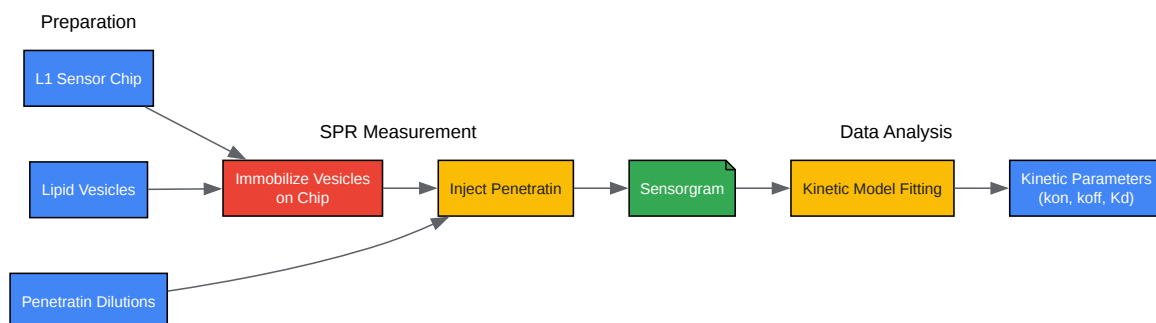 Preparation
L1 Sensor Chip
SPR Measurement
Data Analysis
Lipid Vesicles
Immobilize Vesicles
on Chip
Inject Penetratin
Sensorgram
Kinetic Model Fitting
Kinetic Parameters
(kon, koff, Kd)
Penetratin Dilutions